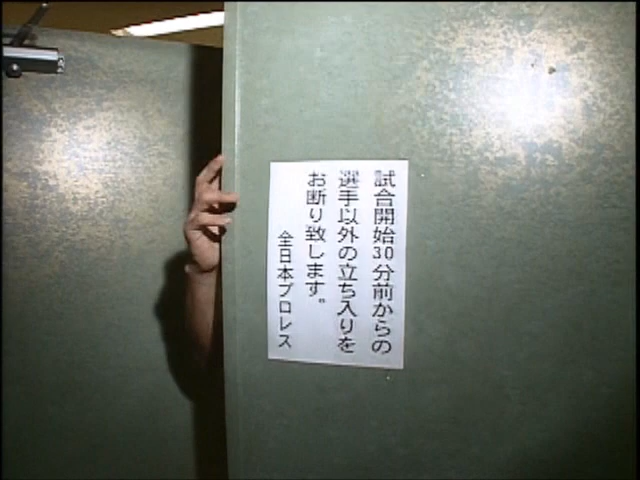 試合開始30分前からの
選手以外の立ち入りを
お断り致します。
全日本プロレス